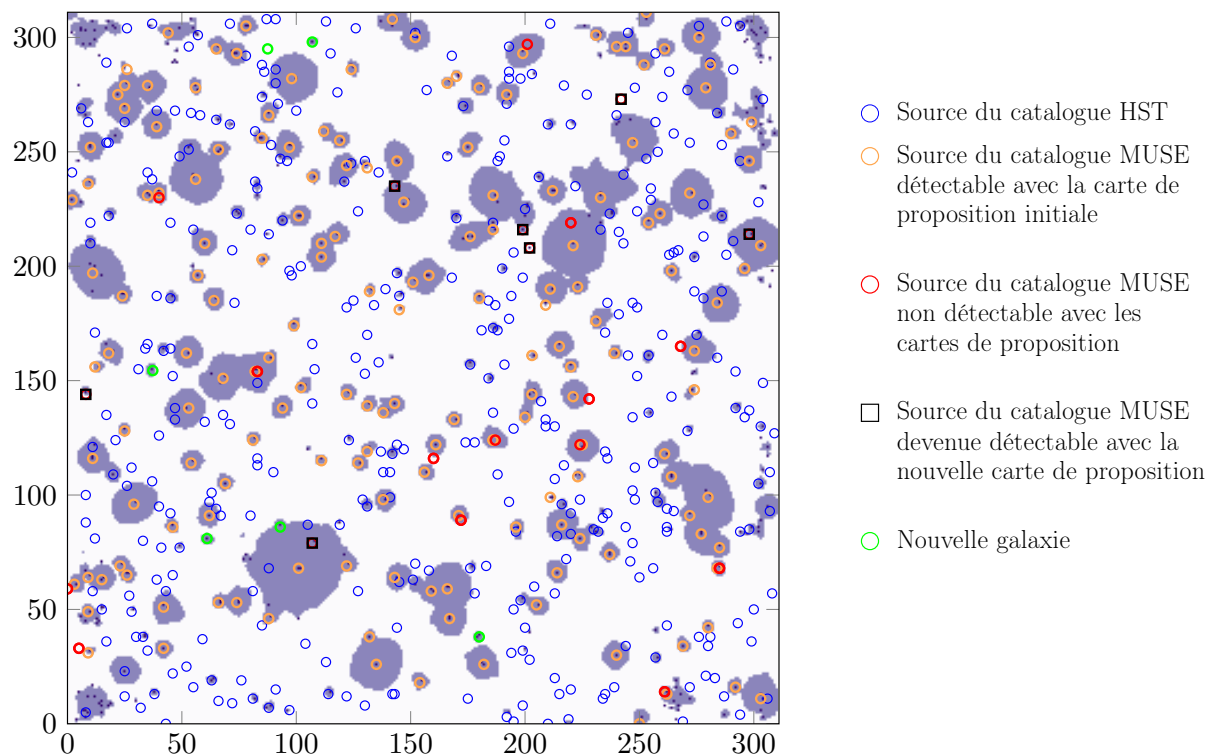 300
250
200
150
100
50
0
0 50 100 150 200 250 300
Source du catalogue HST
Source du catalogue MUSE
détectable avec la carte de
proposition initiale
Source du catalogue MUSE
non détectable avec les
cartes de proposition
Source du catalogue MUSE
devenue détectable avec la
nouvelle carte de proposition
Nouvelle galaxie